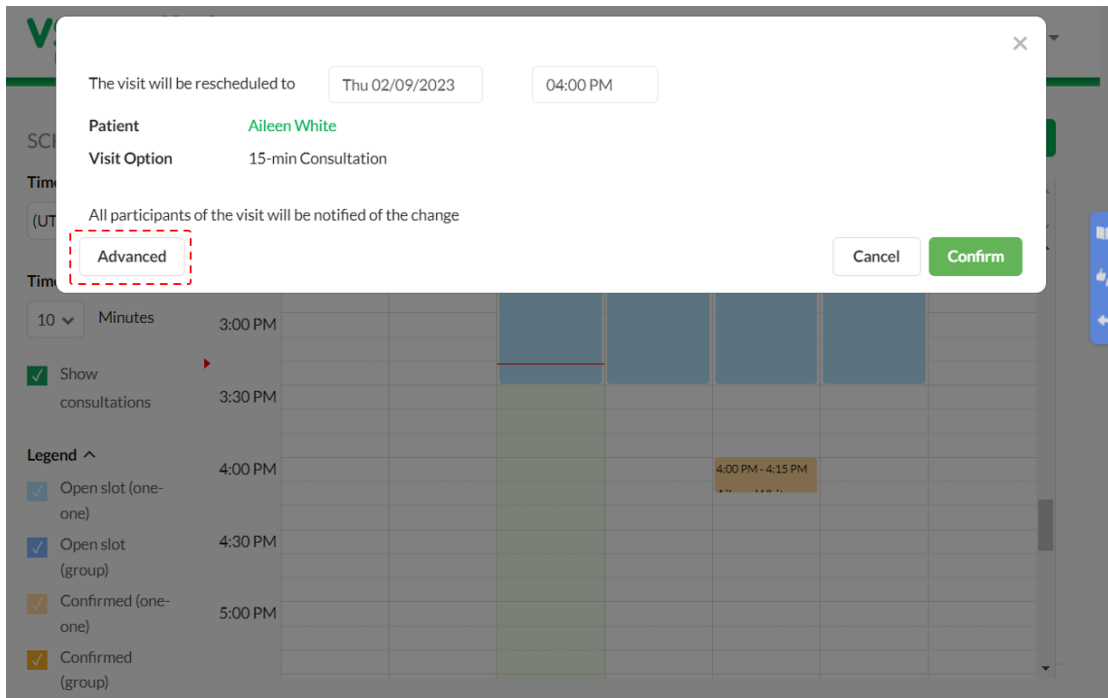 The visit will be rescheduled to Thu 02/09/2023 04:00 PM
Patient Aileen White
Visit Option 15-min Consultation
All participants of the visit will be notified of the change
Advanced Cancel Confirm
(UT
10 Minutes
Show
consultations
Legend
Open slot (one-
one)
Open slot
(group)
Confirmed (one-
one)
Confirmed
(group)
3:00 PM
3:30 PM
4:00 PM
4:30 PM
5:00 PM
4:00 PM - 4:15 PM